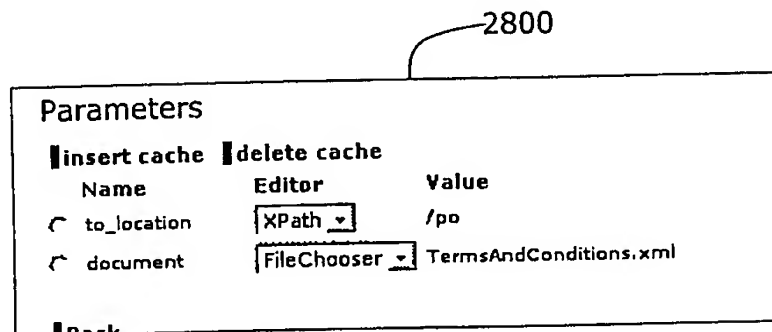 2800
Parameters
insert cache delete cache
Name Editor Value
to_location XPath /po
document FileChooser TermsAndConditions.xml